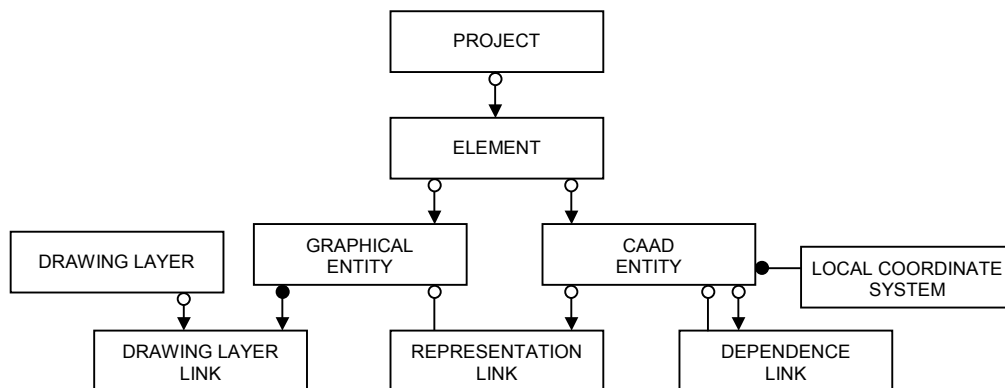 PROJECT
ELEMENT
GRAPHICAL
ENTITY
CAAD
ENTITY
DRAWING LAYER
LOCAL COORDINATE
SYSTEM
DRAWING LAYER
LINK
REPRESENTATION
LINK
DEPENDENCE
LINK